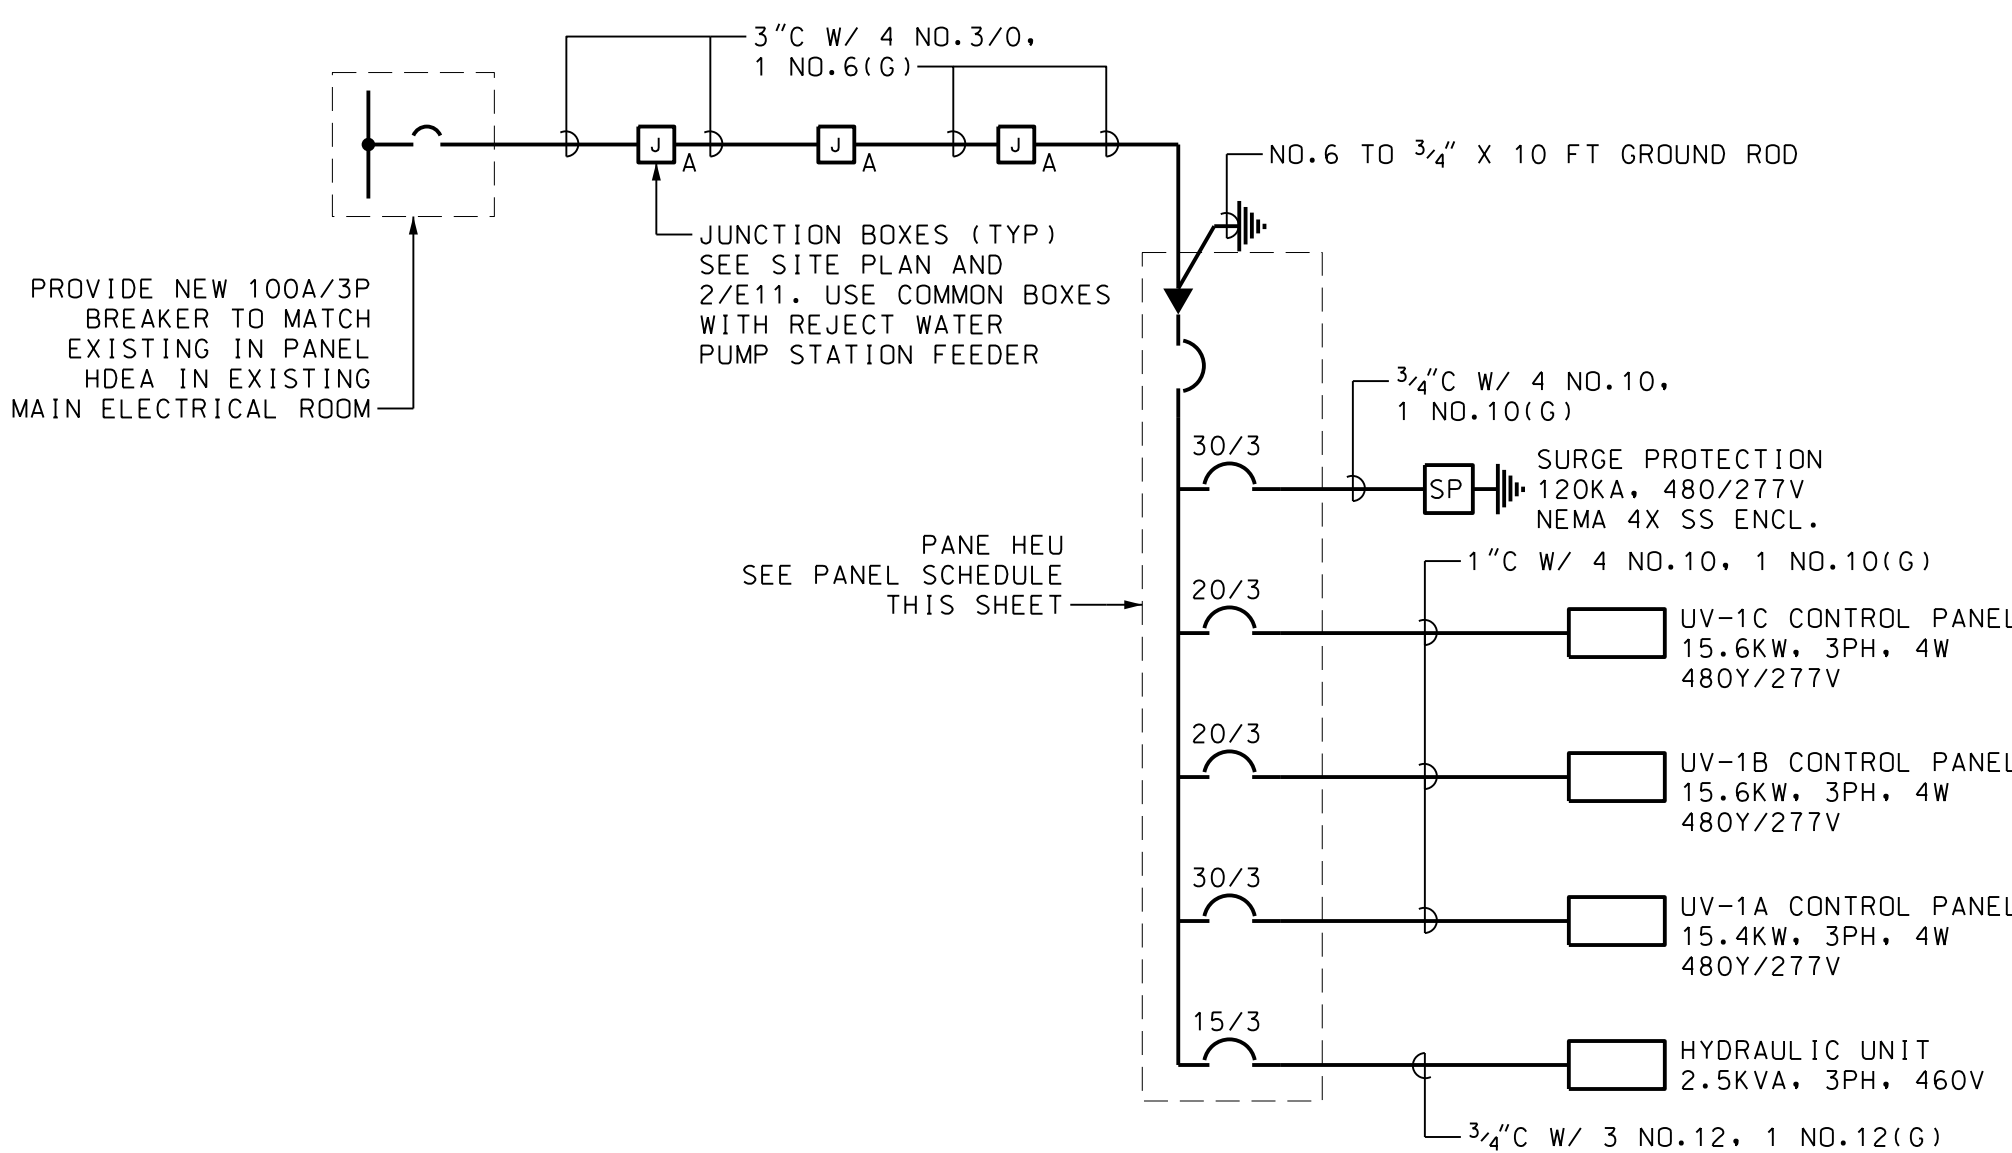 3"C W/ 4 NO.3/0,
1 NO.6(G)
J
A
J
A
J
A
NO.6 TO 3/4" X 10 FT GROUND ROD
JUNCTION BOXES (TYP)
SEE SITE PLAN AND
2/E11. USE COMMON BOXES
WITH REJECT WATER
PUMP STATION FEEDER
PROVIDE NEW 100A/3P
BREAKER TO MATCH
EXISTING IN PANEL
HDEA IN EXISTING
MAIN ELECTRICAL ROOM
3/4"C W/ 4 NO.10,
1 NO.10(G)
30/3
SP
SURGE PROTECTION
120KA, 480/277V
NEMA 4X SS ENCL.
PANE HEU
SEE PANEL SCHEDULE
THIS SHEET
1"C W/ 4 NO.10, 1 NO.10(G)
20/3
UV-1C CONTROL PANEL
15.6KW, 3PH, 4W
480Y/277V
20/3
UV-1B CONTROL PANEL
15.6KW, 3PH, 4W
480Y/277V
30/3
UV-1A CONTROL PANEL
15.4KW, 3PH, 4W
480Y/277V
15/3
HYDRAULIC UNIT
2.5KVA, 3PH, 460V
3/4"C W/ 3 NO.12, 1 NO.12(G)